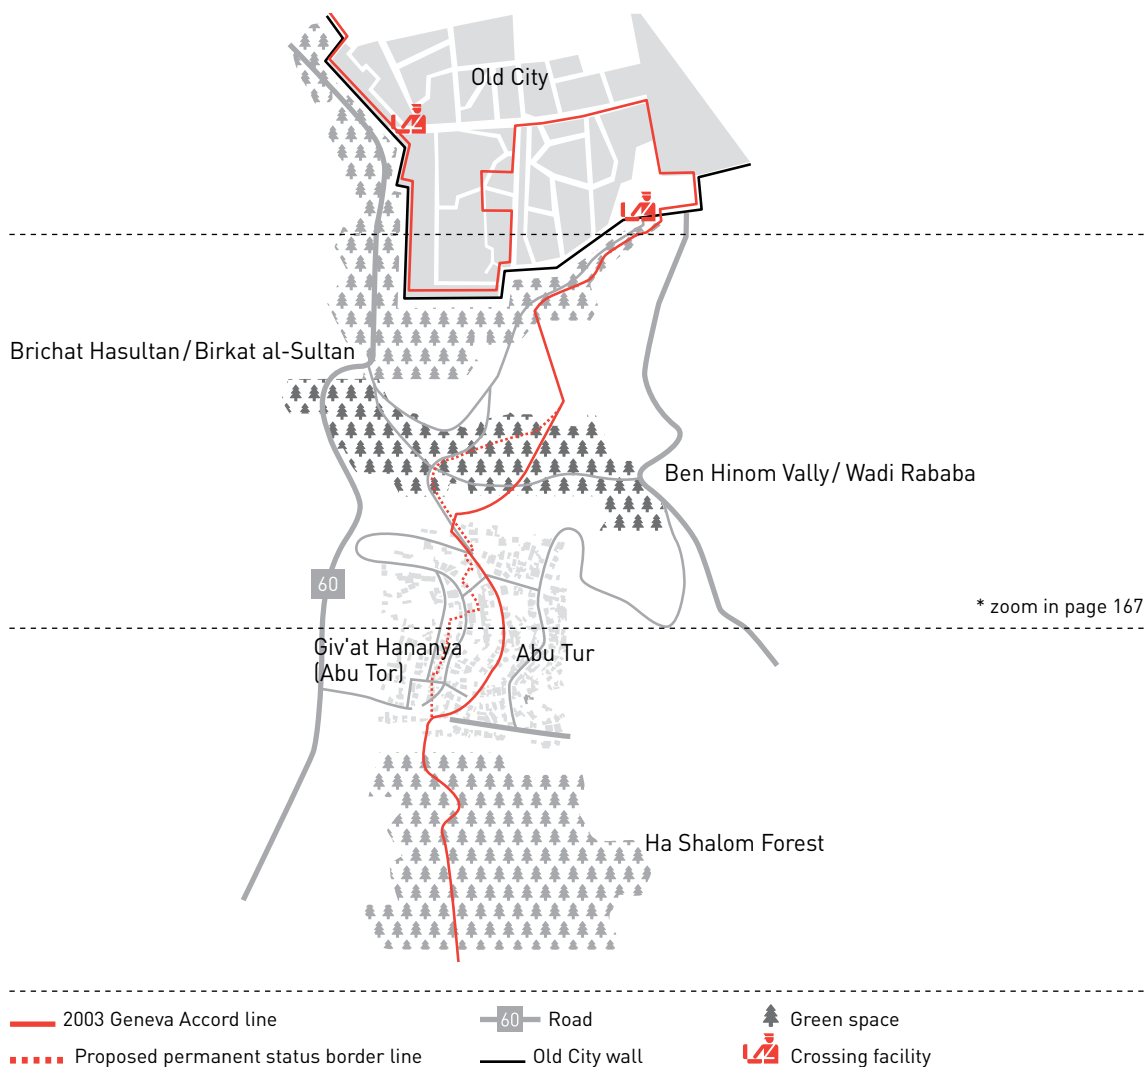 Old City
Brichat Hasultan / Birkat al-Sultan
Ben Hinom Vally / Wadi Rababa
60
* zoom in page 167
Giv'at Hananya
(Abu Tor)
Abu Tur
Ha Shalom Forest
2003 Geneva Accord line
60 Road
Green space
Proposed permanent status border line
Old City wall
Crossing facility